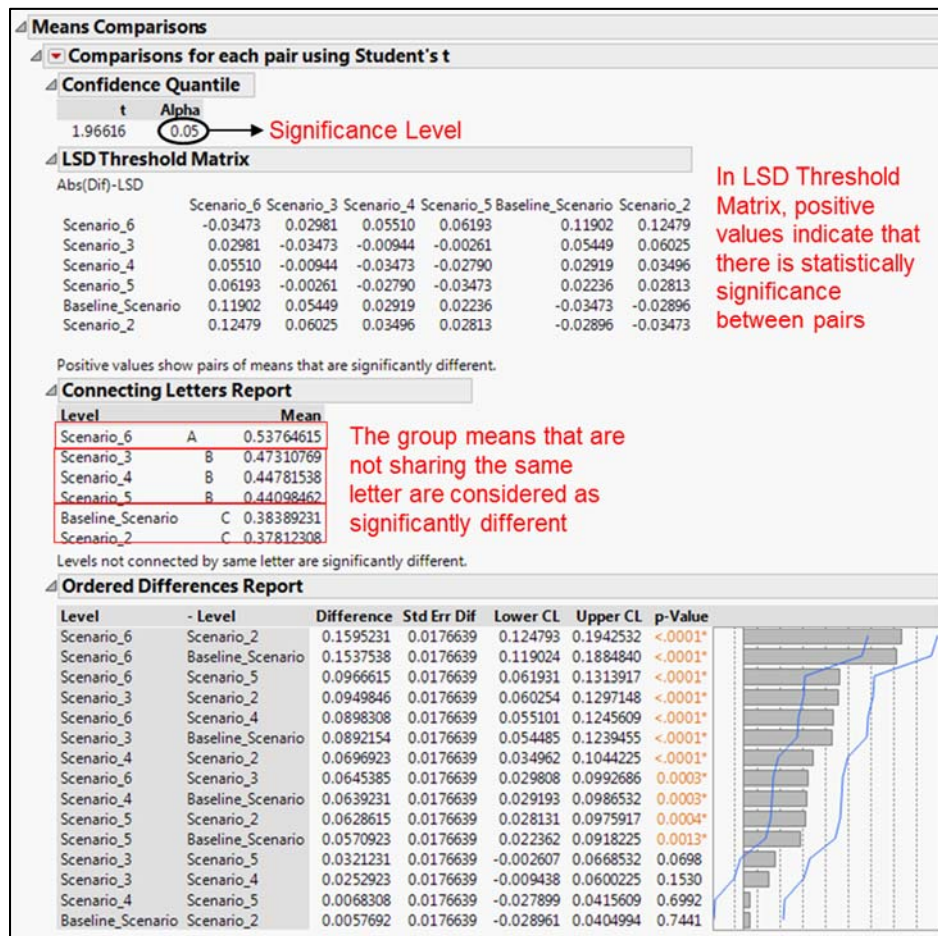 Means Comparisons
Comparisons for each pair using Student's t
Confidence Quantile
t Alpha
1.96616 0.05 Significance Level
LSD Threshold Matrix
Abs(Dif)-LSD
Scenario_6 Scenario_3 Scenario_4 Scenario_5 Baseline_Scenario Scenario_2
Scenario_6 -0.03473 0.02981 0.05510 0.06193 0.11902 0.12479
Scenario_3 0.02981 -0.03473 -0.00944 -0.00261 0.05449 0.06025
Scenario_4 0.05510 -0.00944 -0.03473 -0.02790 0.02919 0.03496
Scenario_5 0.06193 -0.00261 -0.02790 -0.03473 0.02236 0.02813
Baseline_Scenario 0.11902 0.05449 0.02919 0.02236 -0.03473 -0.02896
Scenario_2 0.12479 0.06025 0.03496 0.02813 -0.02896 -0.03473
In LSD Threshold
Matrix, positive
values indicate that
there is statistically
significance
between pairs
Positive values show pairs of means that are significantly different.
Connecting Letters Report
Level Mean
Scenario_6 A 0.53764615
Scenario_3 B 0.47310769
Scenario_4 B 0.44781538
Scenario_5 B 0.44098462
Baseline_Scenario C 0.38389231
Scenario_2 C 0.37812308
The group means that are
not sharing the same
letter are considered as
significantly different
Levels not connected by same letter are significantly different.
Ordered Differences Report
Level - Level Difference Std Err Dif Lower CL Upper CL p-Value
Scenario_6 Scenario_2 0.1595231 0.0176639 0.124793 0.1942532 <.0001*
Scenario_6 Baseline_Scenario 0.1537538 0.0176639 0.119024 0.1884840 <.0001*
Scenario_6 Scenario_5 0.0966615 0.0176639 0.061931 0.1313917 <.0001*
Scenario_3 Scenario_2 0.0949846 0.0176639 0.060254 0.1297148 <.0001*
Scenario_6 Scenario_4 0.0898308 0.0176639 0.055101 0.1245609 <.0001*
Scenario_3 Baseline_Scenario 0.0892154 0.0176639 0.054485 0.1239455 <.0001*
Scenario_4 Scenario_2 0.0696923 0.0176639 0.034962 0.1044225 <.0001*
Scenario_6 Scenario_3 0.0645385 0.0176639 0.029808 0.0992686 0.0003*
Scenario_4 Baseline_Scenario 0.0639231 0.0176639 0.029193 0.0986532 0.0003*
Scenario_5 Scenario_2 0.0628615 0.0176639 0.028131 0.0975917 0.0004*
Scenario_5 Baseline_Scenario 0.0570923 0.0176639 0.022362 0.0918225 0.0013*
Scenario_3 Scenario_5 0.0321231 0.0176639 -0.002607 0.0668532 0.0698
Scenario_3 Scenario_4 0.0252923 0.0176639 -0.009438 0.0600225 0.1530
Scenario_4 Scenario_5 0.0068308 0.0176639 -0.027899 0.0415609 0.6992
Baseline_Scenario Scenario_2 0.0057692 0.0176639 -0.028961 0.0404994 0.7441